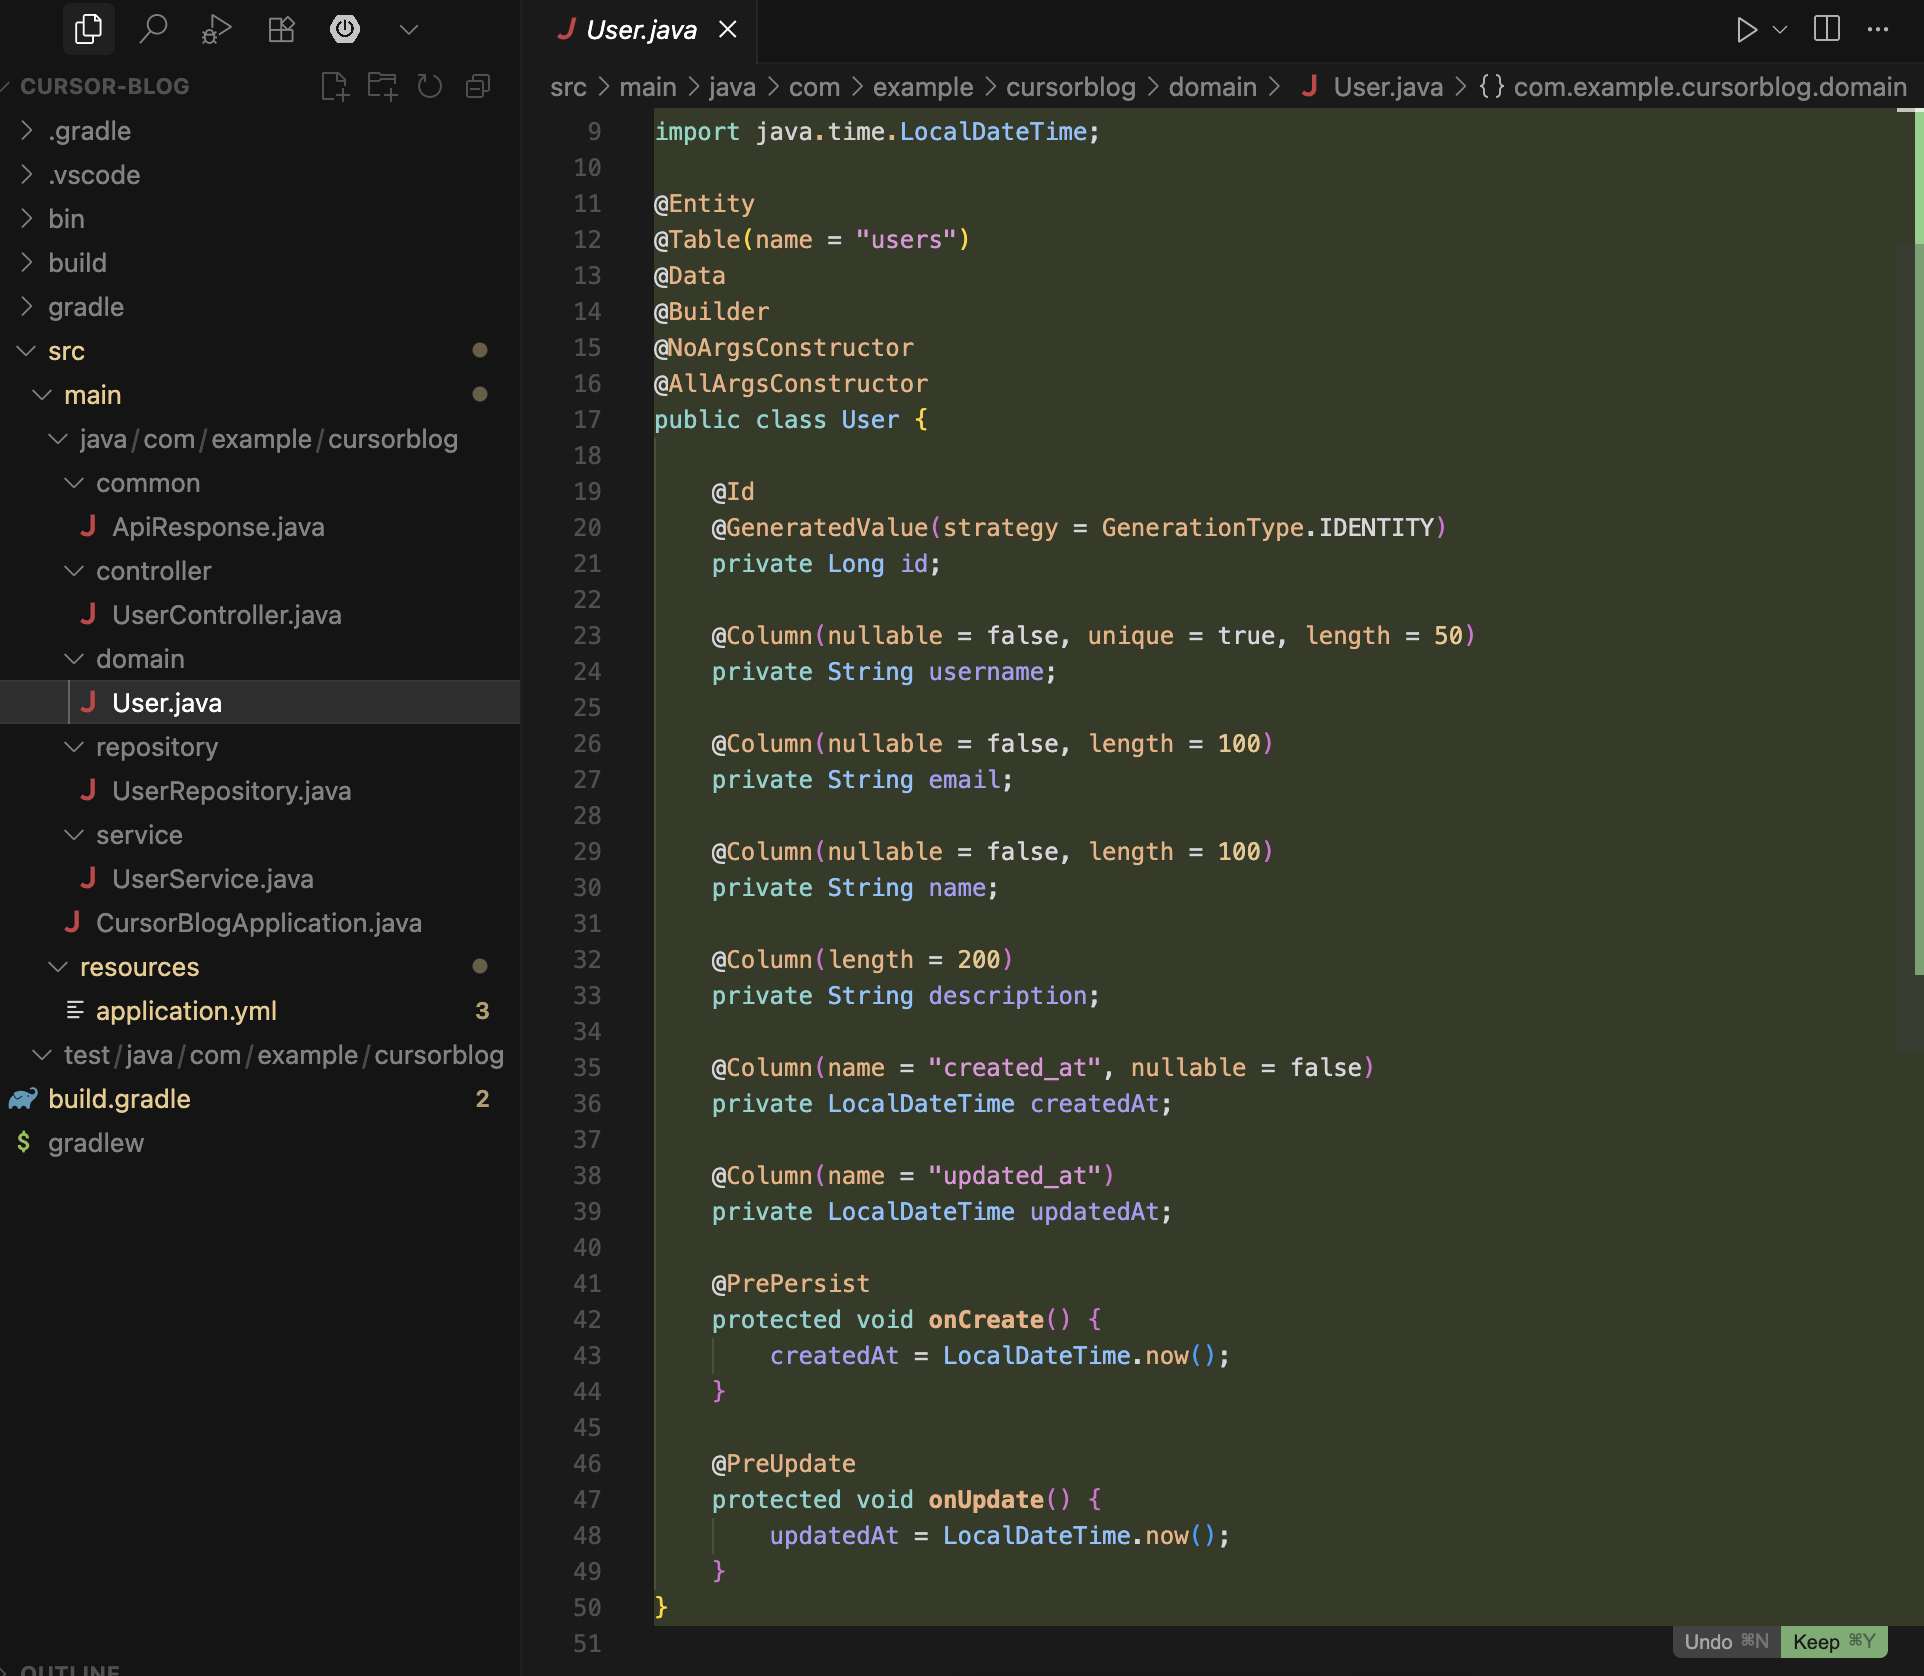 CURSOR-BLOG
.gradle
.vscode
bin
build
gradle
src
main
java/com/example/cursorblog
common
ApiResponse.java
controller
UserController.java
domain
User.java
repository
UserRepository.java
service
UserService.java
CursorBlogApplication.java
resources
application.yml 3
test/java/com/example/cursorblog
build.gradle 2
$ gradlew
OUTLINE
User.java
src > main > java > com > example > cursorblog > domain > User.java > {} com.example.cursorblog.domain
9 import java.time.LocalDateTime;
10
11 @Entity
12 @Table(name = "users")
13 @Data
14 @Builder
15 @NoArgsConstructor
16 @AllArgsConstructor
17 public class User {
18
19 @Id
20 @GeneratedValue(strategy = GenerationType.IDENTITY)
21 private Long id;
22
23 @Column(nullable = false, unique = true, length = 50)
24 private String username;
25
26 @Column(nullable = false, length = 100)
27 private String email;
28
29 @Column(nullable = false, length = 100)
30 private String name;
31
32 @Column(length = 200)
33 private String description;
34
35 @Column(name = "created_at", nullable = false)
36 private LocalDateTime createdAt;
37
38 @Column(name = "updated_at")
39 private LocalDateTime updatedAt;
40
41 @PrePersist
42 protected void onCreate() {
43 createdAt = LocalDateTime.now();
44 }
45
46 @PreUpdate
47 protected void onUpdate() {
48 updatedAt = LocalDateTime.now();
49 }
50 }
51
Undo ⌘N Keep ⌘Y